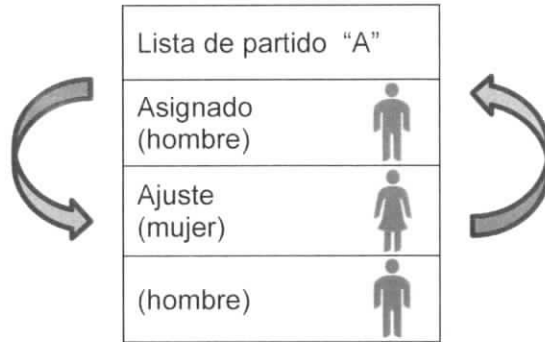 Lista de partido “A”
Asignado
(hombre)
Ajuste
(mujer)
(hombre)